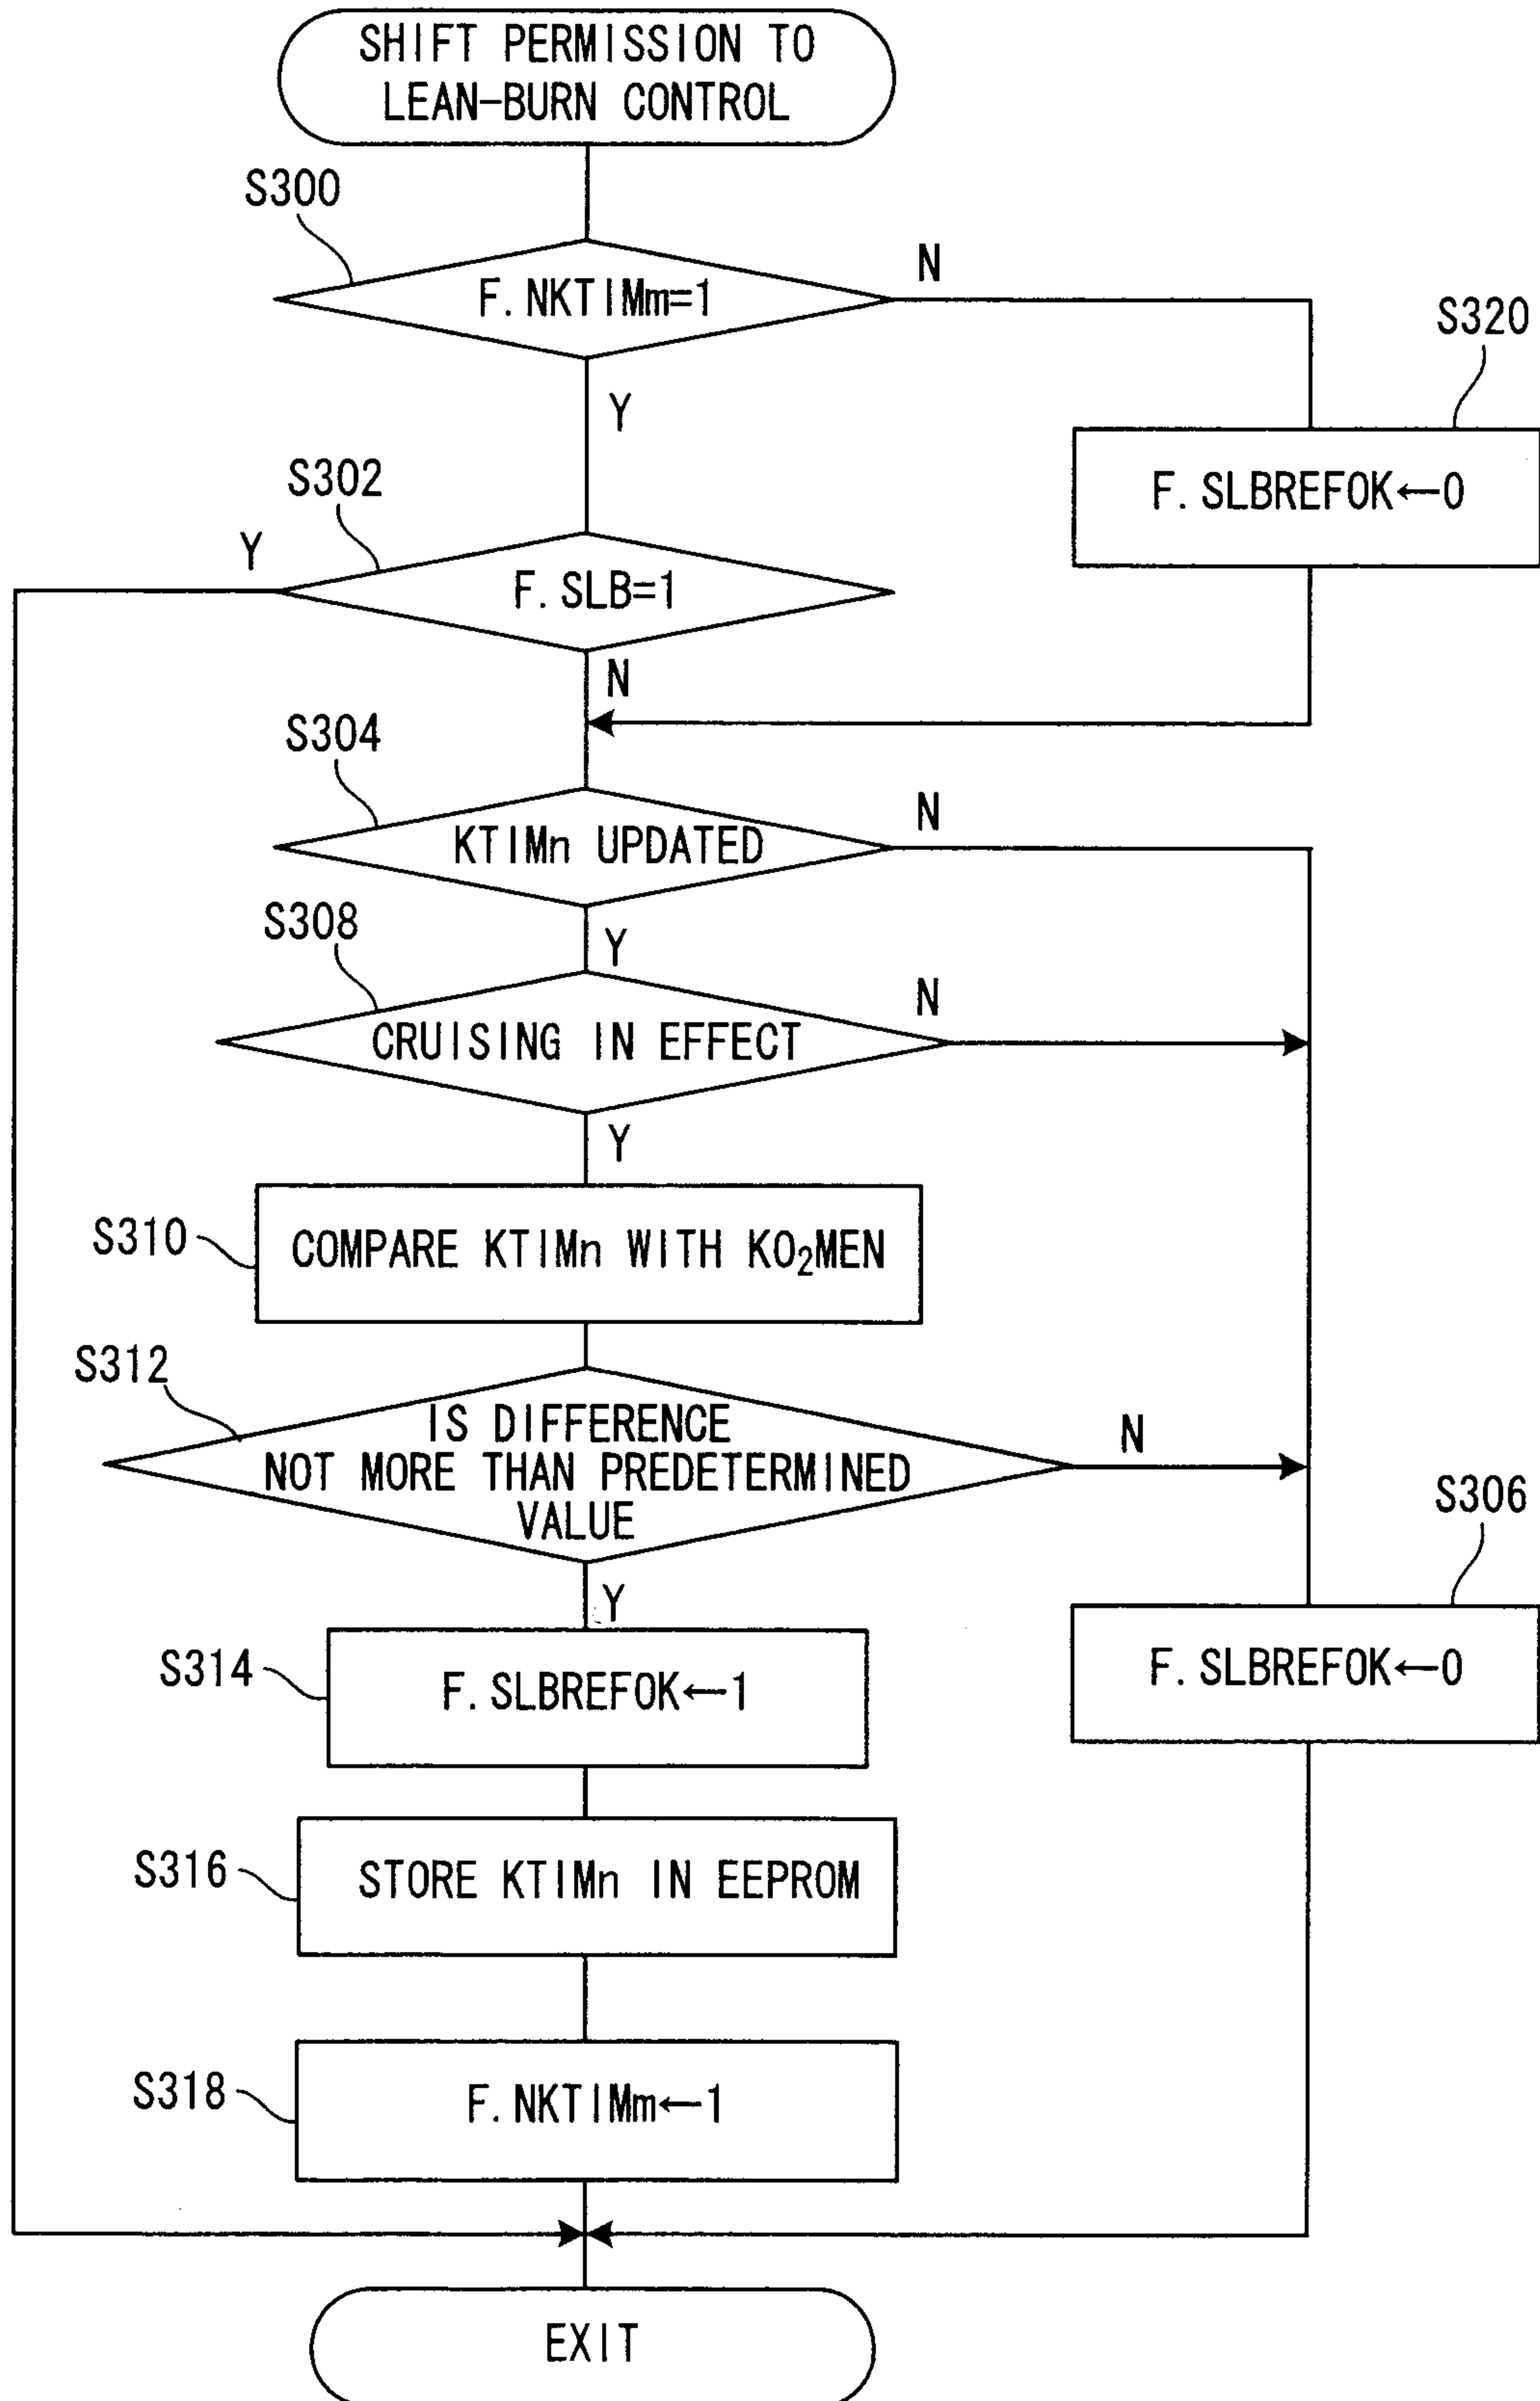 SHIFT PERMISSION TO
LEAN-BURN CONTROL
S300
F. NKTIMm=1
N
S320
Y
F. SLBREFOK←0
S302
Y
F. SLB=1
N
S304
KTIMn UPDATED
N
S308
Y
CRUISING IN EFFECT
N
Y
S310
COMPARE KTIMn WITH KO₂MEN
S312
IS DIFFERENCE
NOT MORE THAN PREDETERMINED
VALUE
N
S306
Y
S314
F. SLBREFOK←1
F. SLBREFOK←0
S316
STORE KTIMn IN EEPROM
S318
F. NKTIMm←1
EXIT